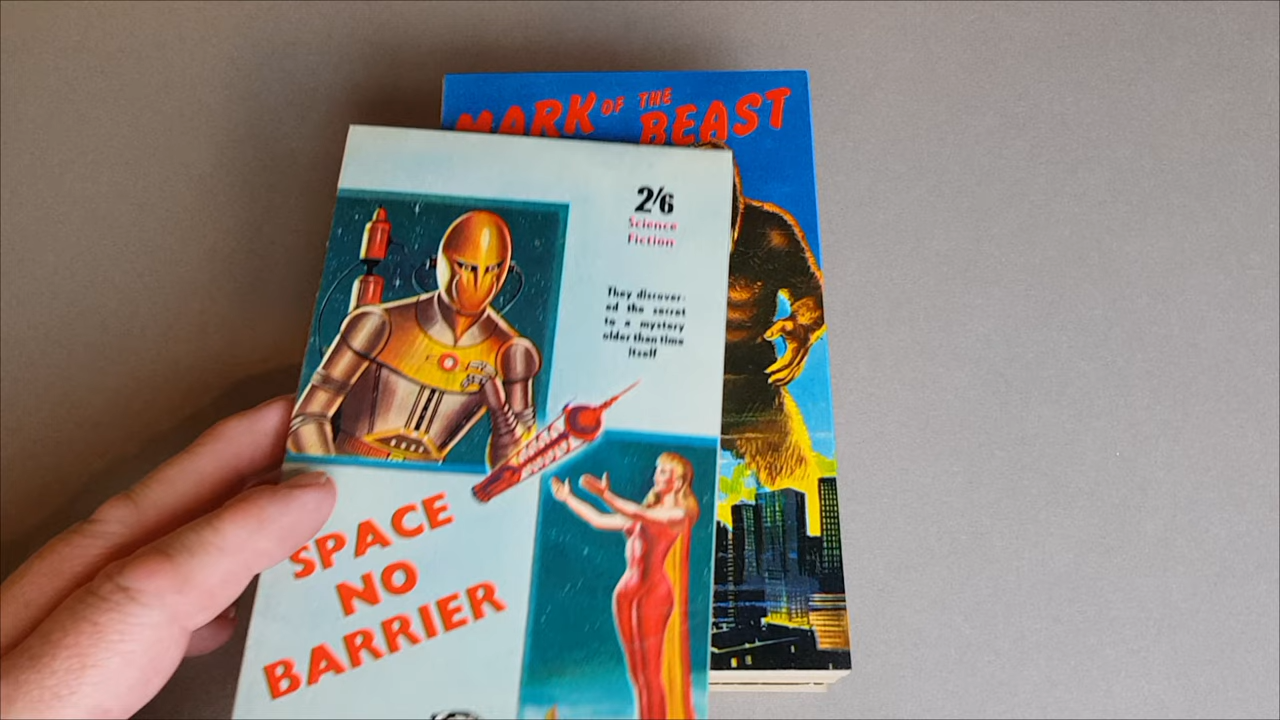 MARK OF THE
BEAST
2/6
Science
Fiction
They discover-
ed the secret
to a mystery
older than time
itself
SPACE
NO
BARRIER